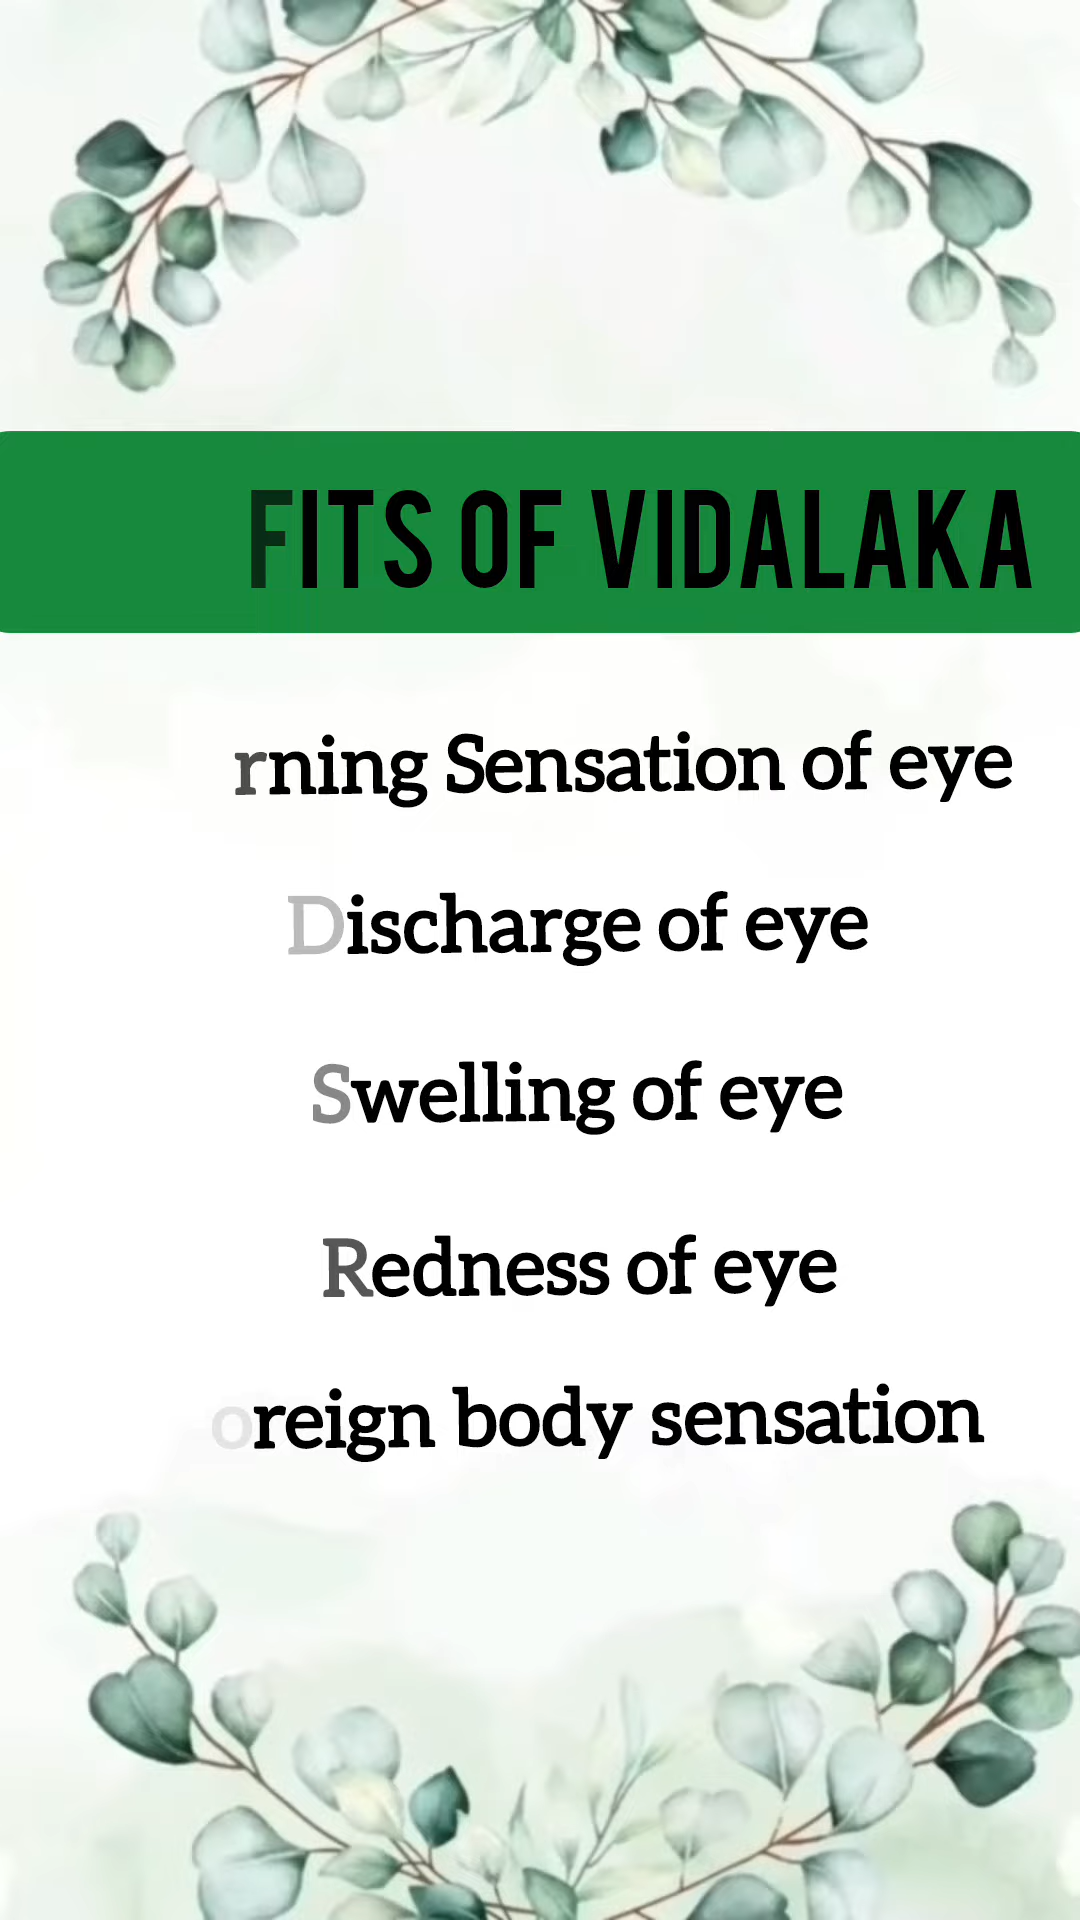 FITS OF VIDALAKA
rning Sensation of eye
Discharge of eye
Swelling of eye
Redness of eye
oreign body sensation